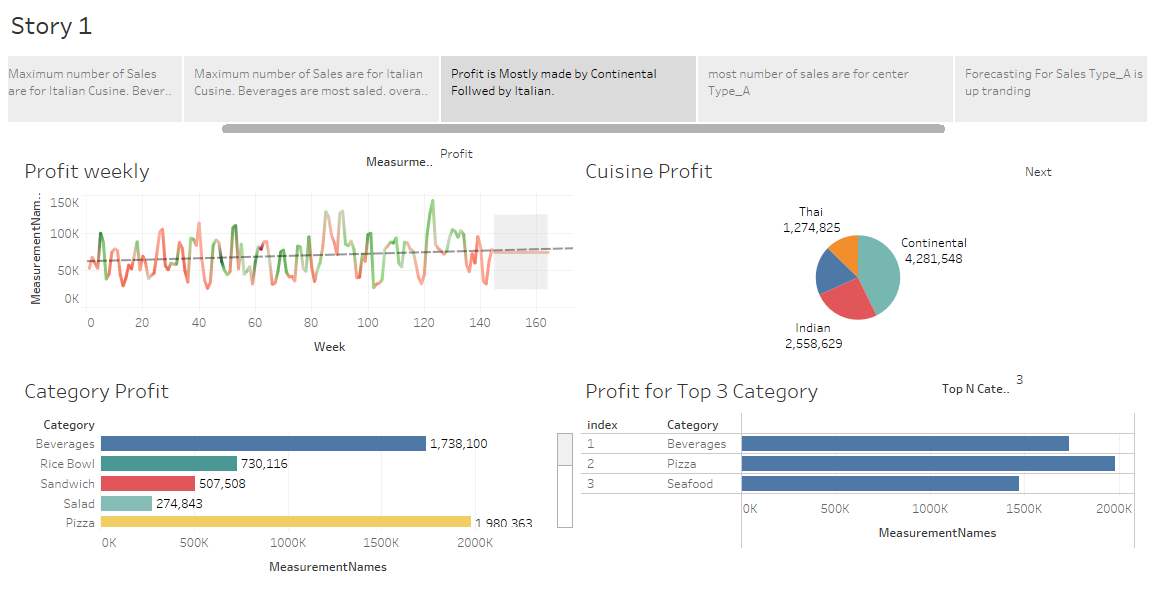 Story 1
Maximum number of Sales
are for Italian Cusine. Bever..
Maximum number of Sales are for Italian
Cusine. Beverages are most saled. overa..
Profit is Mostly made by Continental
Follwed by Italian.
most number of sales are for center
Type_A
Forecasting For Sales Type_A is
up tranding
Profit weekly
Measurme..
Profit
MeasurementNam..
150K
100K
50K
0K
0
20
40
60
80
100
120
140
160
Week
Cuisine Profit
Next
Thai
1,274,825
Continental
4,281,548
Indian
2,558,629
Category Profit
Category
Beverages
1,738,100
Rice Bowl
730,116
Sandwich
507,508
Salad
274,843
Pizza
1,980,363
0K
500K
1000K
1500K
2000K
MeasurementNames
Profit for Top 3 Category
Top N Cate..
3
index
Category
1
Beverages
2
Pizza
3
Seafood
0K
500K
1000K
1500K
2000K
MeasurementNames